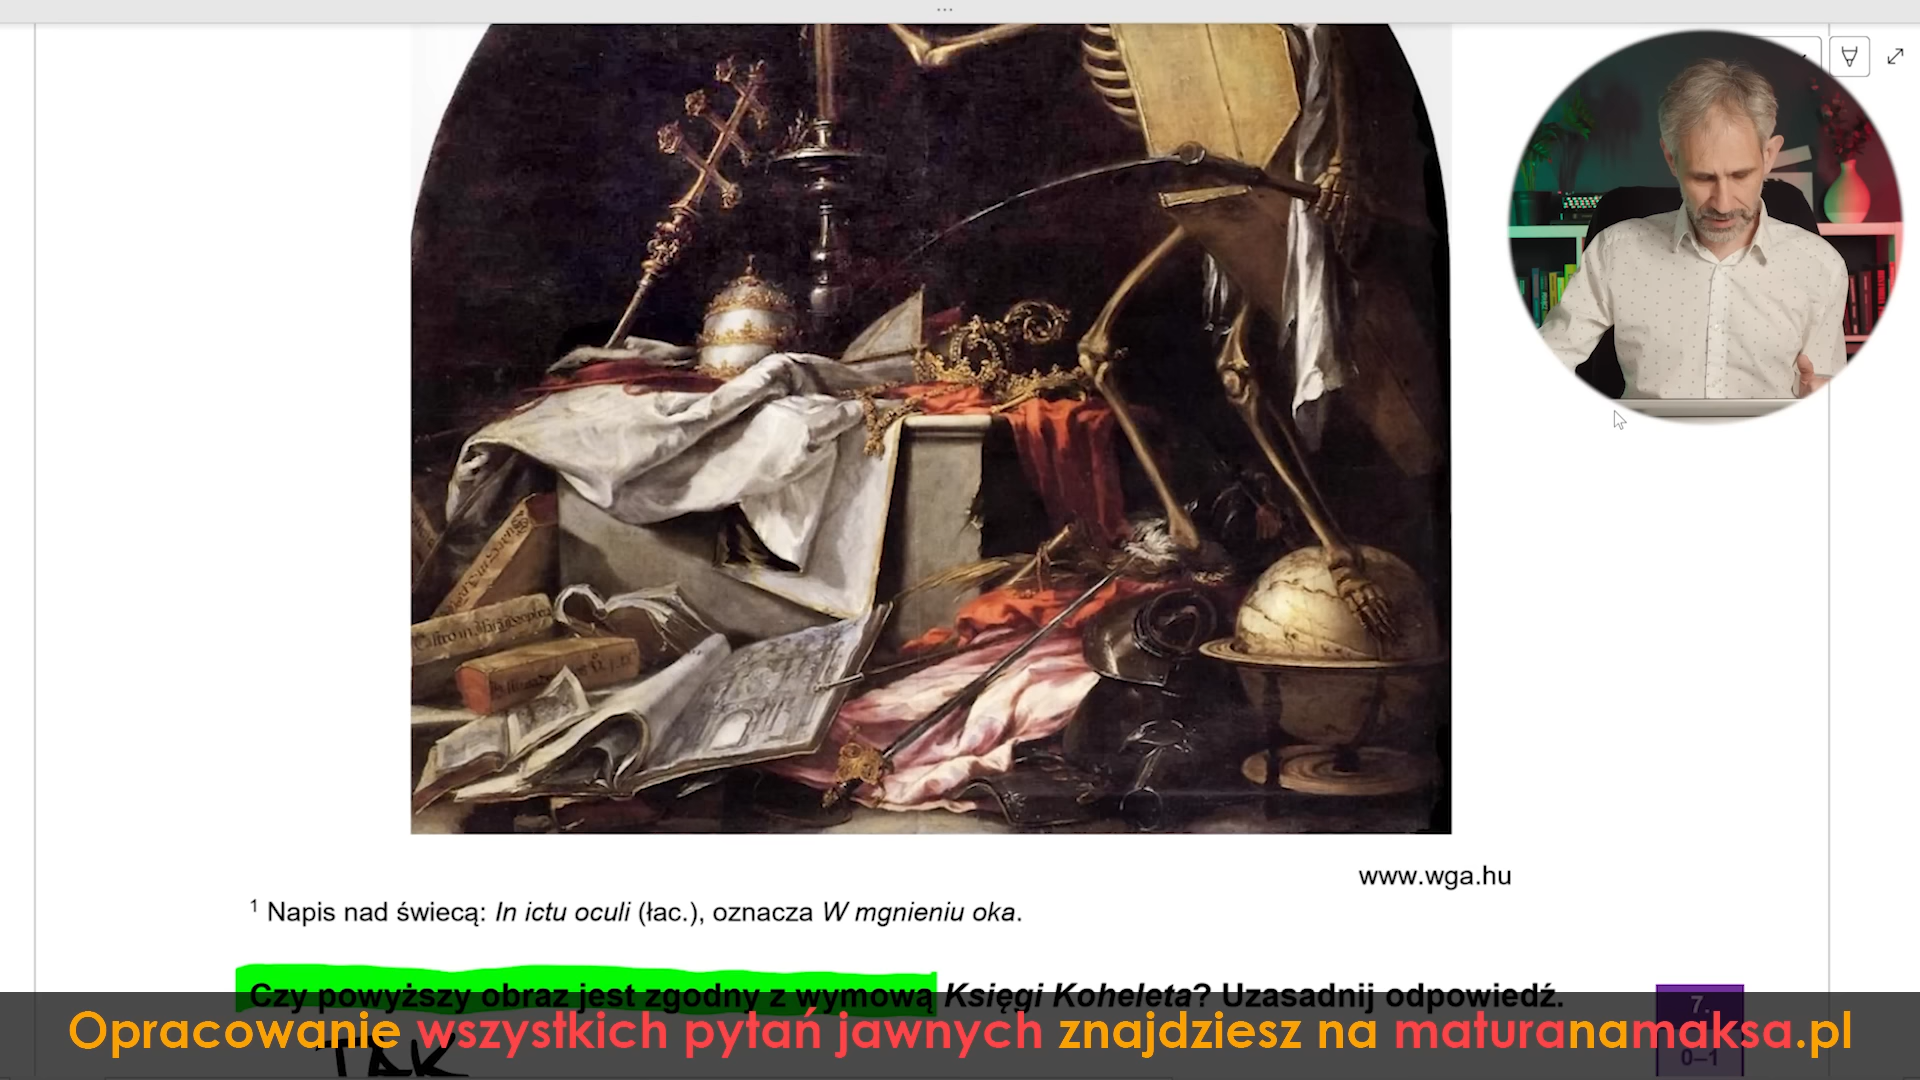 www.wga.hu
¹ Napis nad świecą: In ictu oculi (łac.), oznacza W mgnieniu oka.
Czy powyższy obraz jest zgodny z wymową Księgi Koheleta? Uzasadnij odpowiedź.
7.
0–1
TAK
Opracowanie wszystkich pytań jawnych znajdziesz na maturanamaksa.pl